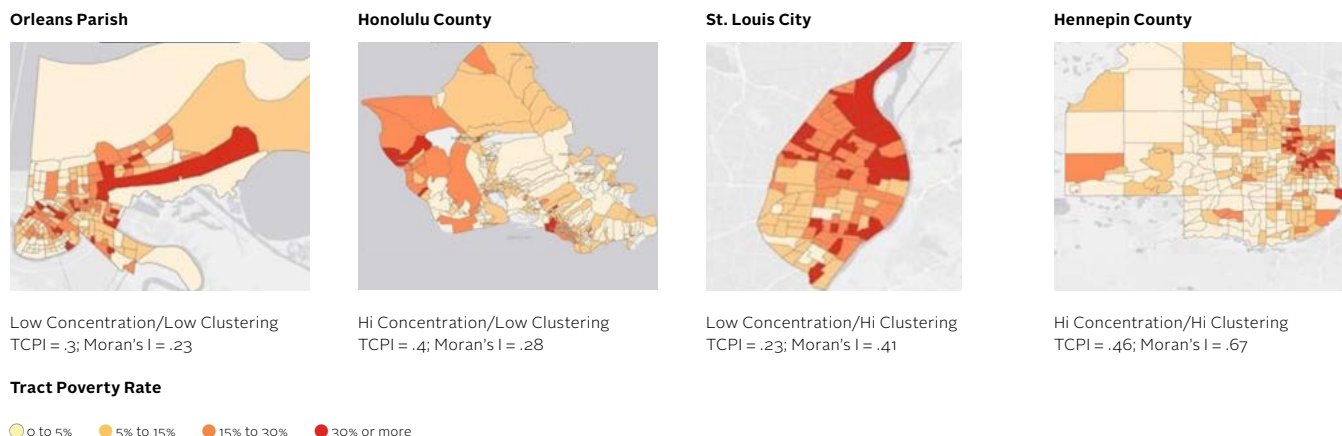 Orleans Parish
Honolulu County
St. Louis City
Hennepin County
Low Concentration/Low Clustering
TCPI = .3; Moran's I = .23
Hi Concentration/Low Clustering
TCPI = .4; Moran's I = .28
Low Concentration/Hi Clustering
TCPI = .23; Moran's I = .41
Hi Concentration/Hi Clustering
TCPI = .46; Moran's I = .67
Tract Poverty Rate
0 to 5%
5% to 15%
15% to 30%
30% or more